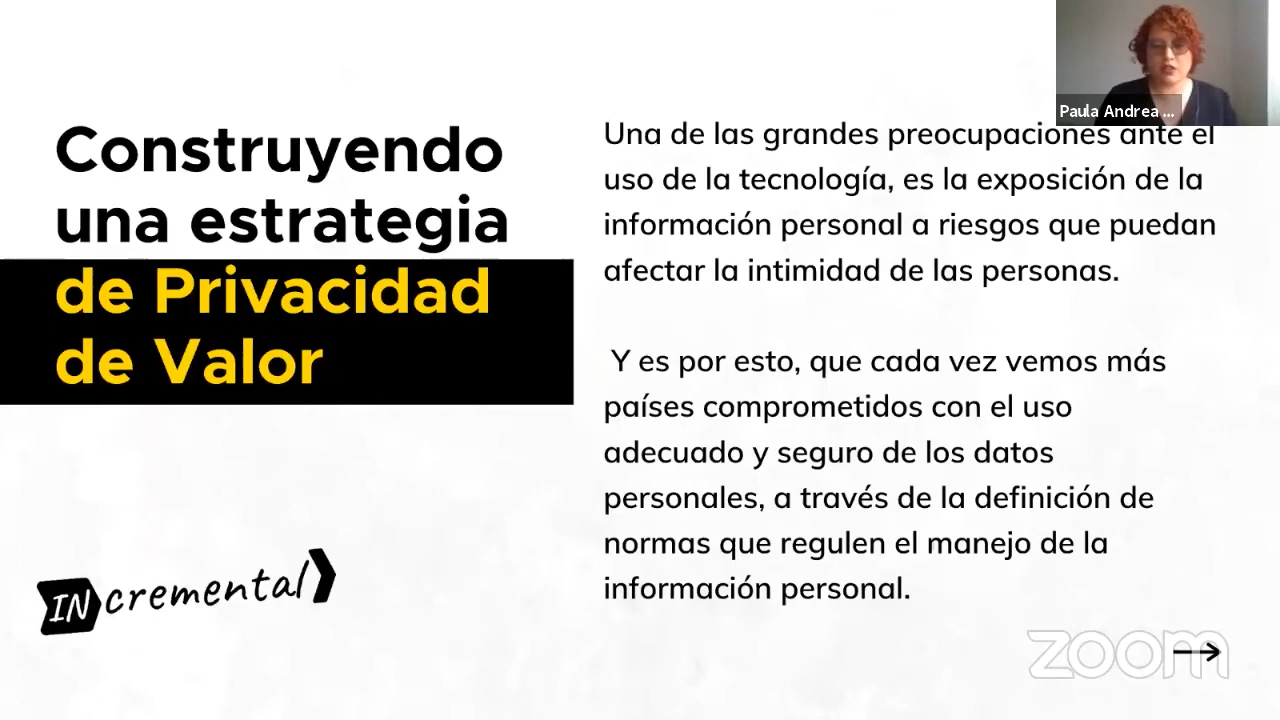 Construyendo
una estrategia
de Privacidad
de Valor
Paula Andrea ...
Una de las grandes preocupaciones ante el
uso de la tecnología, es la exposición de la
información personal a riesgos que puedan
afectar la intimidad de las personas.
Y es por esto, que cada vez vemos más
países comprometidos con el uso
adecuado y seguro de los datos
personales, a través de la definición de
normas que regulen el manejo de la
información personal.
INcremental
zoom